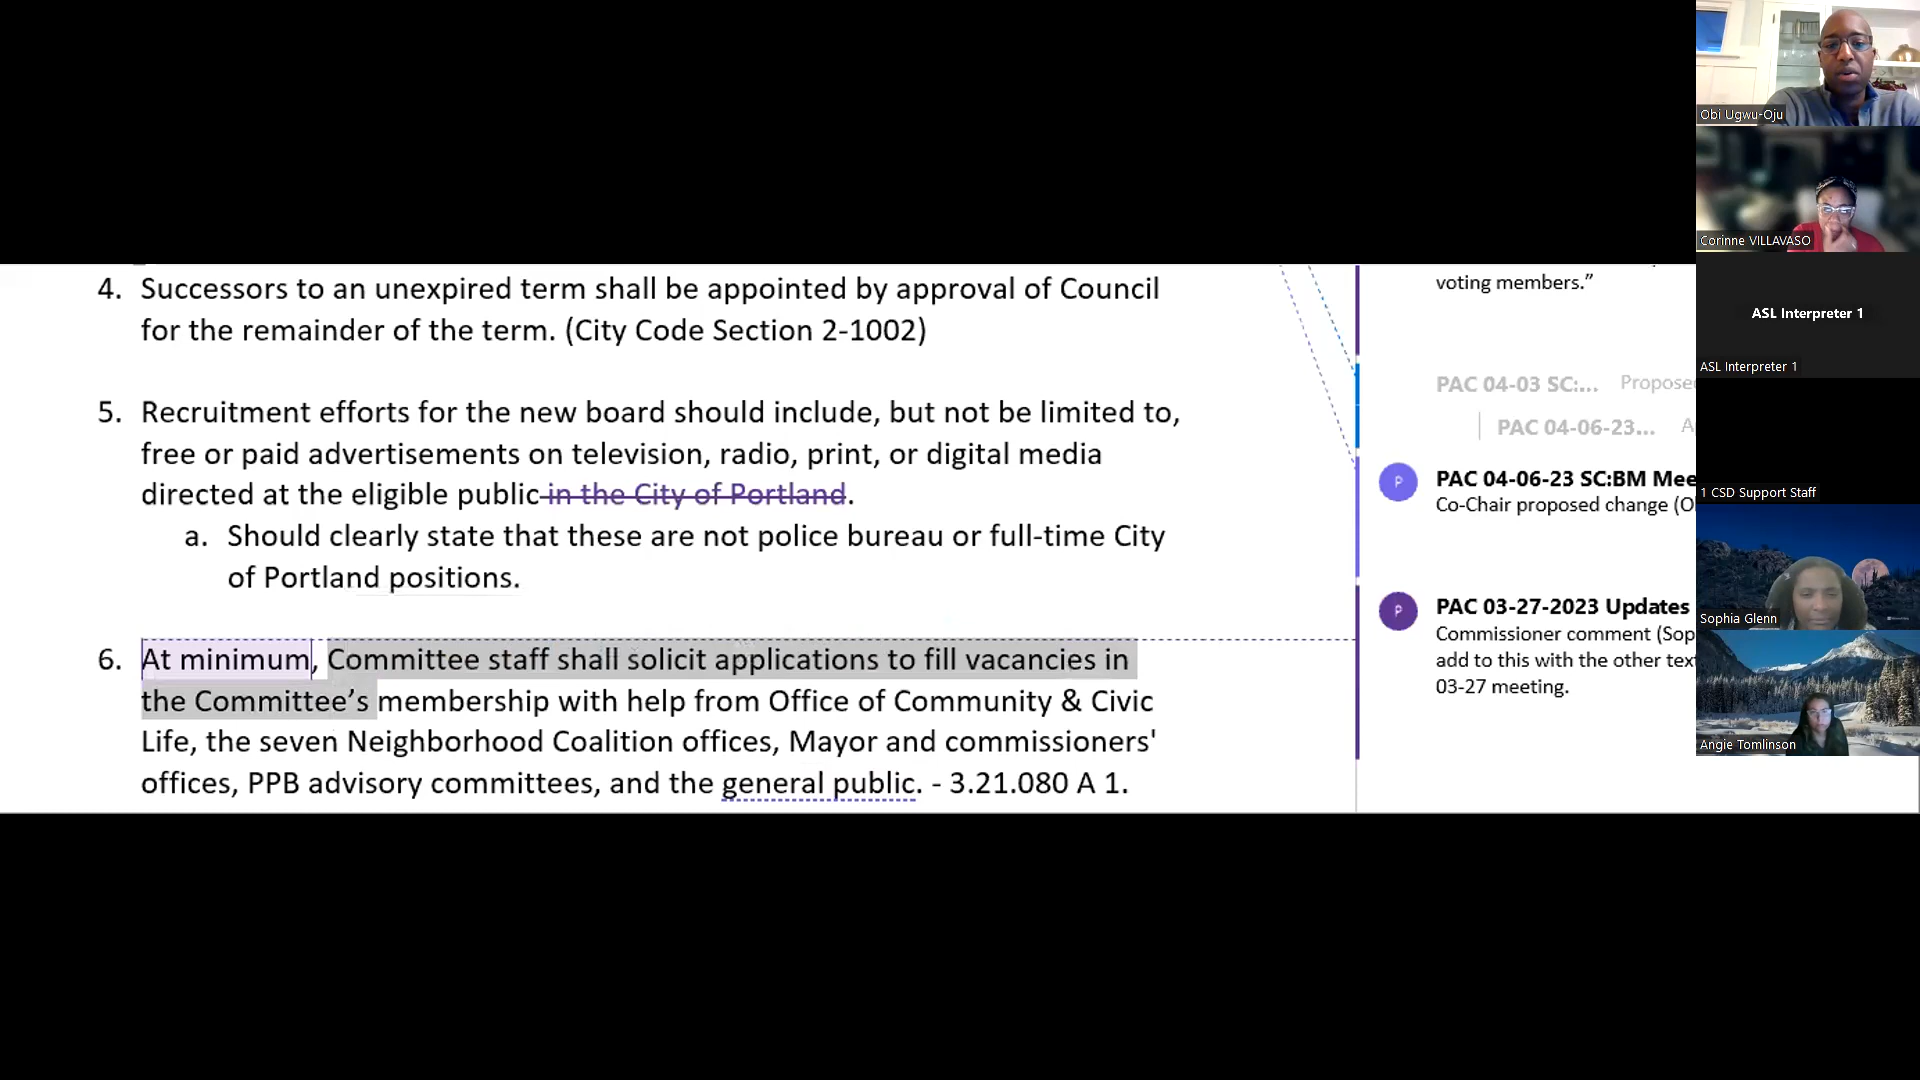 4. Successors to an unexpired term shall be appointed by approval of Council
for the remainder of the term. (City Code Section 2-1002)
5. Recruitment efforts for the new board should include, but not be limited to,
free or paid advertisements on television, radio, print, or digital media
directed at the eligible public in the City of Portland.
a. Should clearly state that these are not police bureau or full-time City
of Portland positions.
6. At minimum, Committee staff shall solicit applications to fill vacancies in
the Committee’s membership with help from Office of Community & Civic
Life, the seven Neighborhood Coalition offices, Mayor and commissioners'
offices, PPB advisory committees, and the general public. - 3.21.080 A 1.
voting members.”
PAC 04-03 SC:... Propose
PAC 04-06-23... A
P
PAC 04-06-23 SC:BM Mee
Co-Chair proposed change (O
P
PAC 03-27-2023 Updates
Commissioner comment (Sop
add to this with the other tex
03-27 meeting.
Obi Ugwu-Oju
Corinne VILLAVASO
ASL Interpreter 1
ASL Interpreter 1
1 CSD Support Staff
Sophia Glenn
Angie Tomlinson